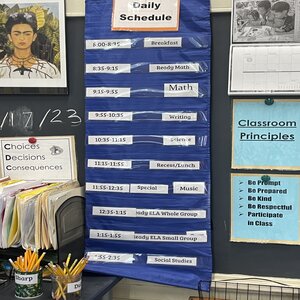 Daily
Schedule
8:00-8:35 Breakfast
8:35-9:15 Ready Math
9:15-9:55 Math
9:55-10:35 Writing
10:35-11:15 Science
11:15-11:55 Recess/Lunch
11:55-12:35 Special Music
12:35-1:15 Ready ELA Whole Group
1:15-1:55 Ready ELA Small Group
2:35 Social Studies
17/23
Choices
Decisions
Consequences
Sharp
Classroom
Principles
Be Prompt
Be Prepared
Be Kind
Be Respectful
Participate
in Class